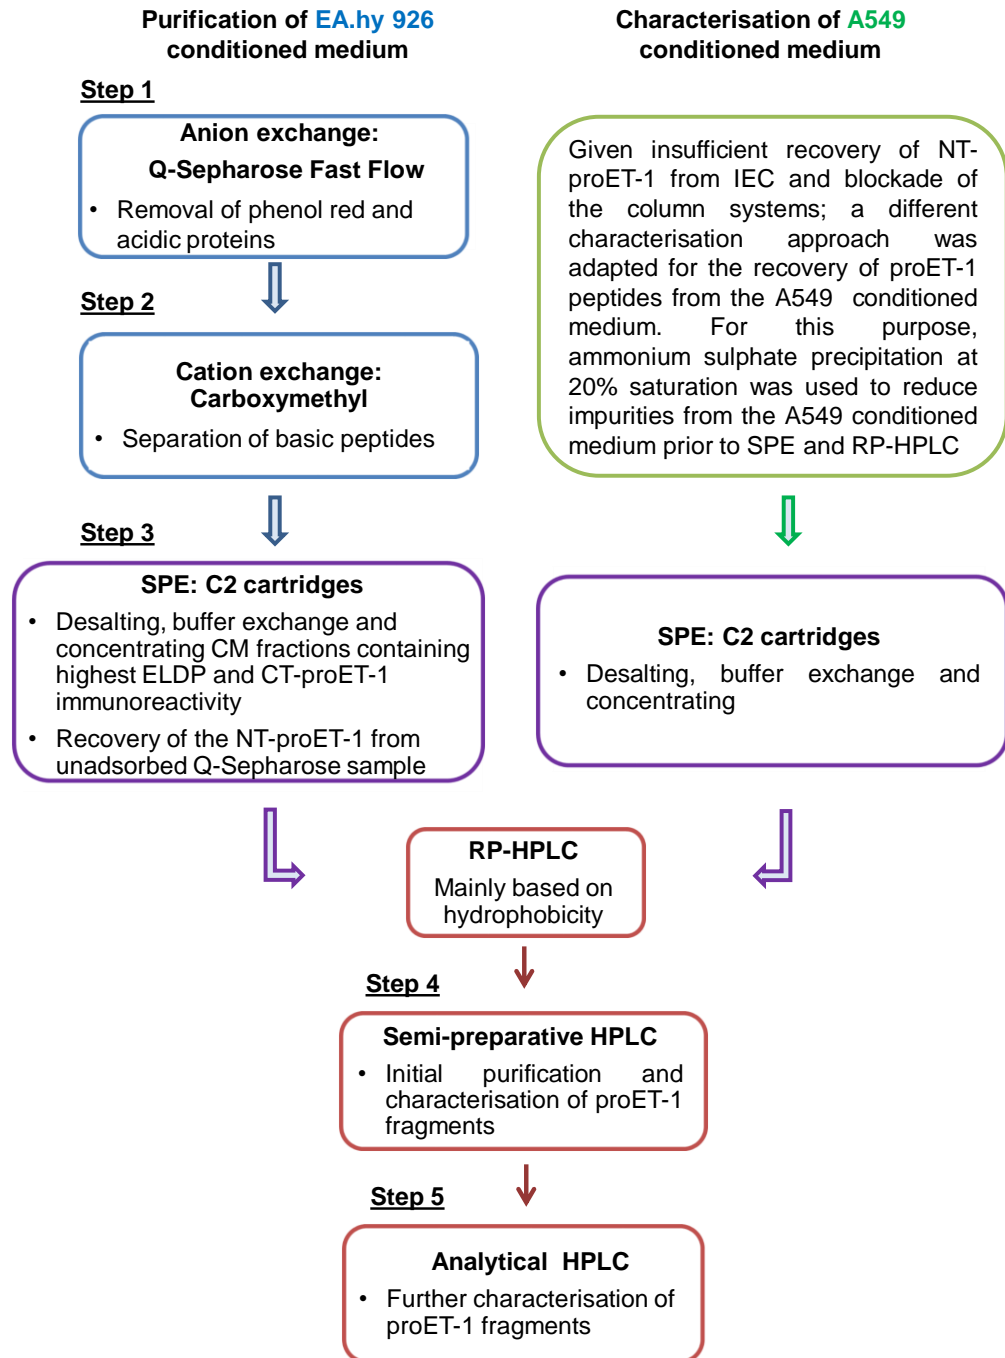 Purification of EA.hy 926
conditioned medium
Characterisation of A549
conditioned medium
Step 1
Anion exchange:
Q-Sepharose Fast Flow
• Removal of phenol red and
acidic proteins
Step 2
Cation exchange:
Carboxymethyl
• Separation of basic peptides
Given insufficient recovery of NT-
proET-1 from IEC and blockade of
the column systems; a different
characterisation approach was
adapted for the recovery of proET-1
peptides from the A549 conditioned
medium. For this purpose,
ammonium sulphate precipitation at
20% saturation was used to reduce
impurities from the A549 conditioned
medium prior to SPE and RP-HPLC
Step 3
SPE: C2 cartridges
• Desalting, buffer exchange and
concentrating CM fractions containing
highest ELDP and CT-proET-1
immunoreactivity
• Recovery of the NT-proET-1 from
unadsorbed Q-Sepharose sample
SPE: C2 cartridges
• Desalting, buffer exchange and
concentrating
RP-HPLC
Mainly based on
hydrophobicity
Step 4
Semi-preparative HPLC
• Initial purification and
characterisation of proET-1
fragments
Step 5
Analytical HPLC
• Further characterisation of
proET-1 fragments